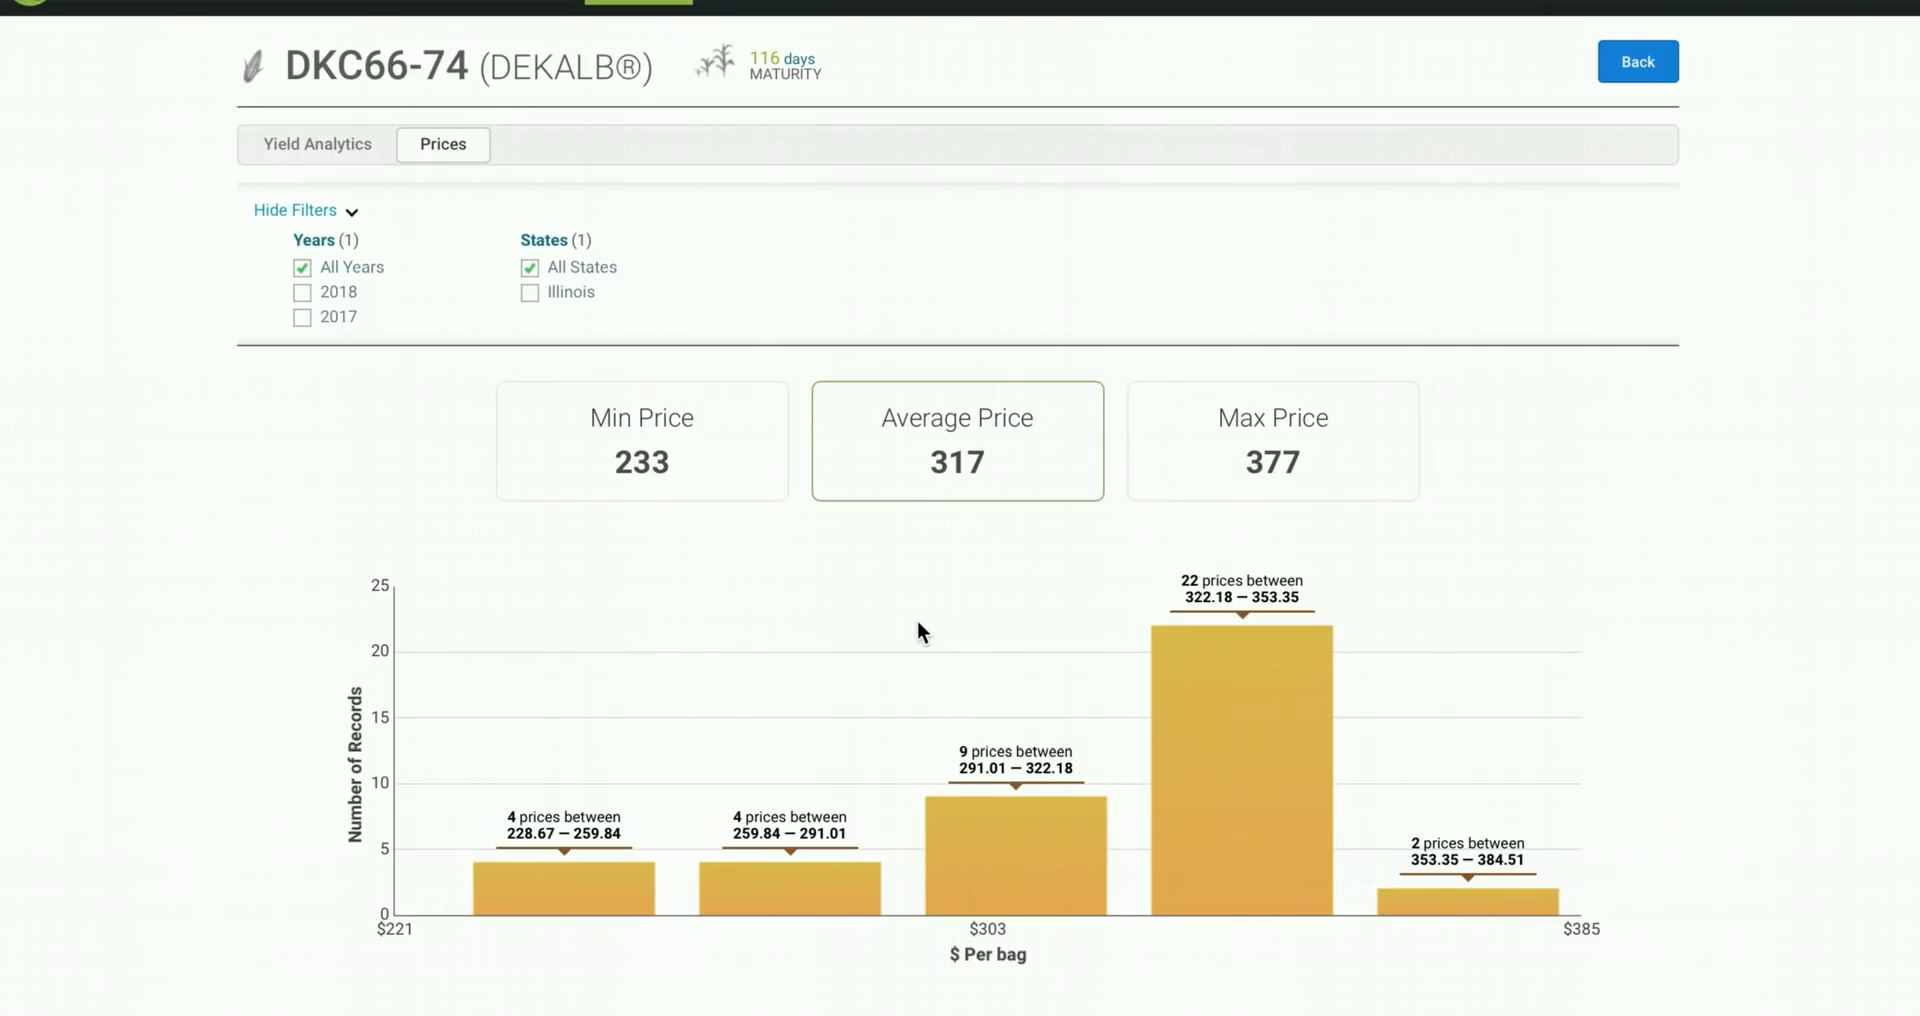 DKC66-74 (DEKALB®)
116 days
MATURITY
Back
Yield Analytics
Prices
Hide Filters
Years (1)
All Years
2018
2017
States (1)
All States
Illinois
Min Price
233
Average Price
317
Max Price
377
25
20
15
10
5
0
Number of Records
4 prices between
228.67 – 259.84
4 prices between
259.84 – 291.01
9 prices between
291.01 – 322.18
22 prices between
322.18 – 353.35
2 prices between
353.35 – 384.51
$221
$303
$385
$ Per bag